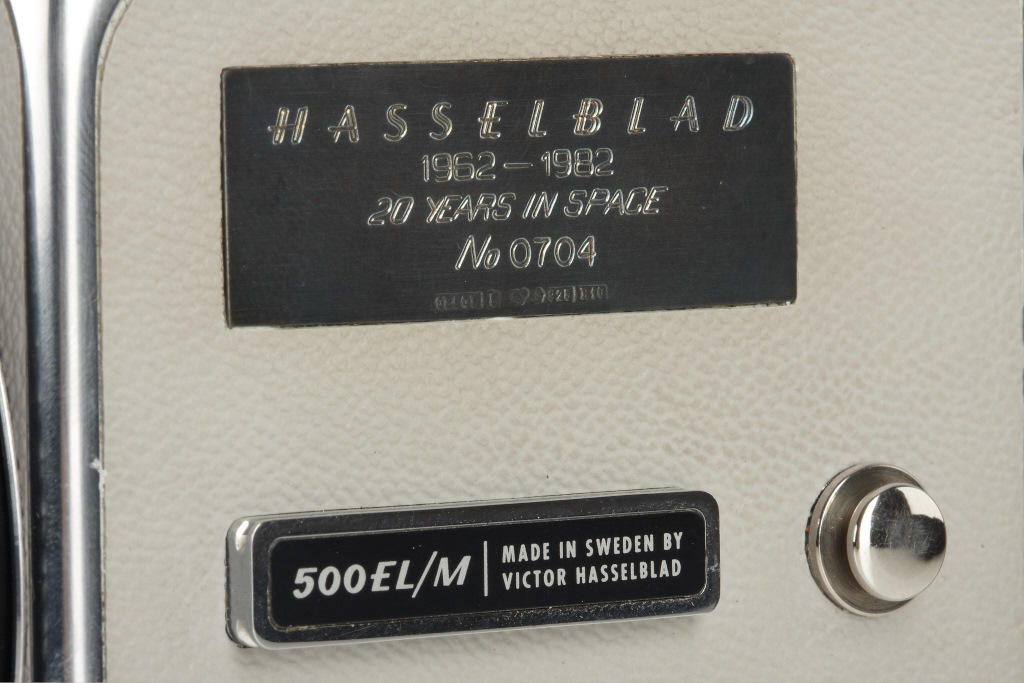 HASSELBLAD
1962 – 1982
20 YEARS IN SPACE
No 0704
500EL/M
MADE IN SWEDEN BY
VICTOR HASSELBLAD